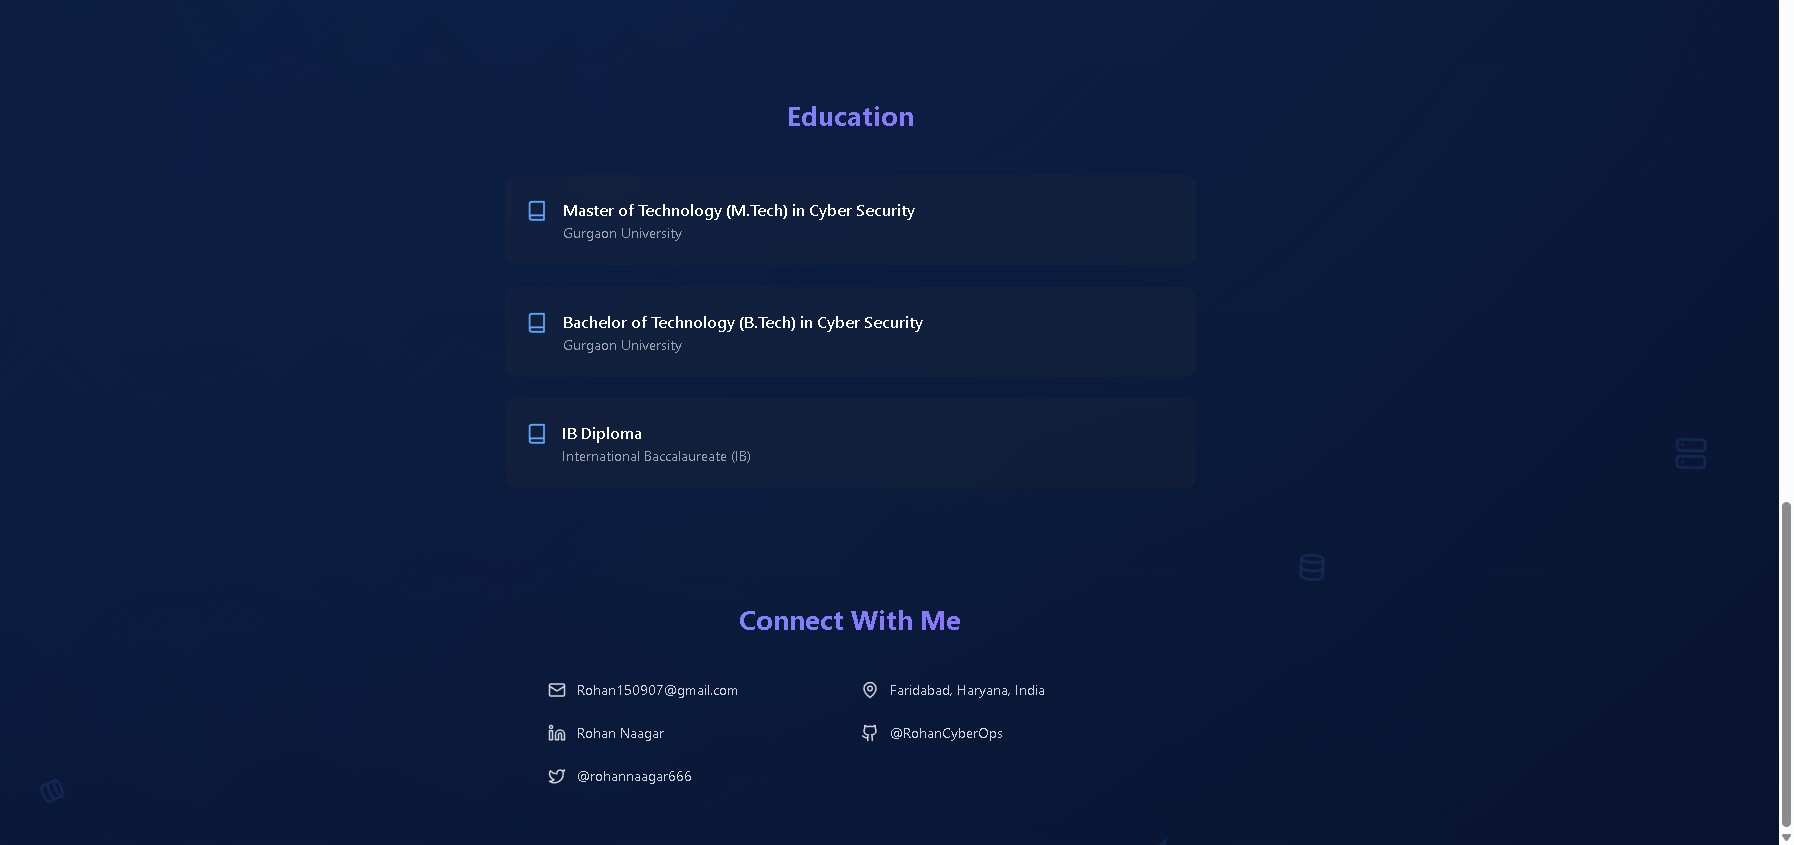 Education
Master of Technology (M.Tech) in Cyber Security
Gurgaon University
Bachelor of Technology (B.Tech) in Cyber Security
Gurgaon University
IB Diploma
International Baccalaureate (IB)
Connect With Me
Rohan150907@gmail.com
Faridabad, Haryana, India
Rohan Naagar
@RohanCyberOps
@rohannaagar666